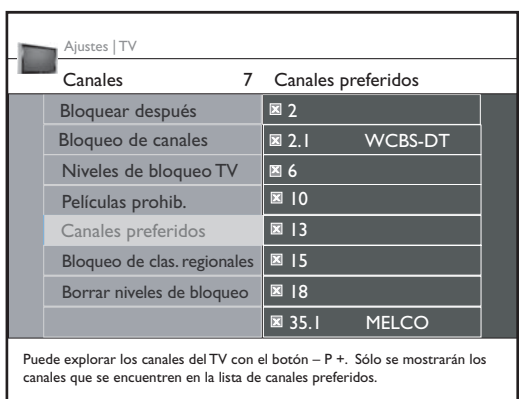 Ajustes | TV
Canales 7 Canales preferidos
Bloquear después 2
Bloqueo de canales 2.1 WCBS-DT
Niveles de bloqueo TV 6
Películas prohib. 10
Canales preferidos 13
Bloqueo de clas. regionales 15
Borrar niveles de bloqueo 18
35.1 MELCO
Puede explorar los canales del TV con el botón – P +. Sólo se mostrarán los
canales que se encuentren en la lista de canales preferidos.